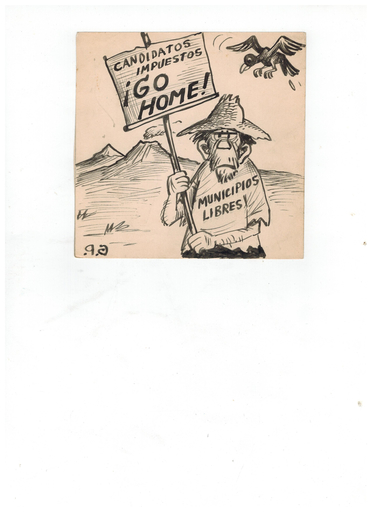 CANDIDATOS
IMPUESTOS
¡GO
HOME!
MUNICIPIOS
LIBRES!